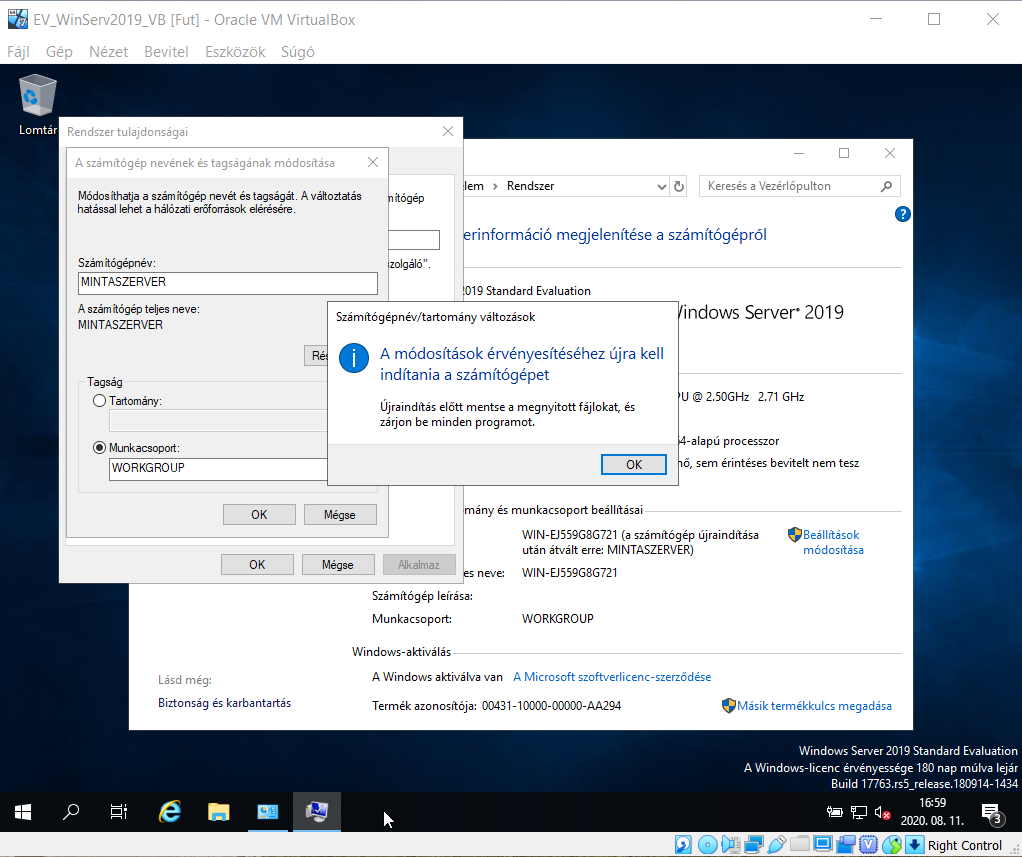 EV_WinServ2019_VB [Fut] - Oracle VM VirtualBox
Fájl Gép Nézet Bevitel Eszközök Súgó
Lomtár
Rendszer tulajdonságai
A számítógép nevének és tagságának módosítása
Módosíthatja a számítógép nevét és tagságát. A változtatás
hatással lehet a hálózati erőforrások elérésére.
Számítógépnév:
MINTASZERVER
A számítógép teljes neve:
MINTASZERVER
Tagság
Tartomány:
Munkacsoport:
WORKGROUP
OK Mégse
OK Mégse Alkalmaz
Rendszer
Keresés a Vezérlőpulton
?
erinformáció megjelenítése a számítógépről
2019 Standard Evaluation
Windows Server® 2019
PU @ 2.50GHz 2.71 GHz
64-alapú processzor
sem érintéses bevitelt nem tesz
Számítógépnév/tartomány változások
A módosítások érvényesítéséhez újra kell
indítania a számítógépet
Újraindítás előtt mentse a megnyitott fájlokat, és
zárjon be minden programot.
OK
mány és munkacsoport beállításai
WIN-EJ559G8G721 (a számítógép újraindítása
után átvált erre: MINTASZERVER)
Beállítások
módosítása
es neve: WIN-EJ559G8G721
Számítógép leírása:
Munkacsoport: WORKGROUP
Windows-aktiválás
A Windows aktiválva van A Microsoft szoftverlicenc-szerződése
Termék azonosítója: 00431-10000-00000-AA294
Másik termékkulcs megadása
Lásd még:
Biztonság és karbantartás
Windows Server 2019 Standard Evaluation
A Windows-licenc érvényessége 180 nap múlva lejár
Build 17763.rs5_release.180914-1434
16:59
2020. 08. 11.
3
Right Control